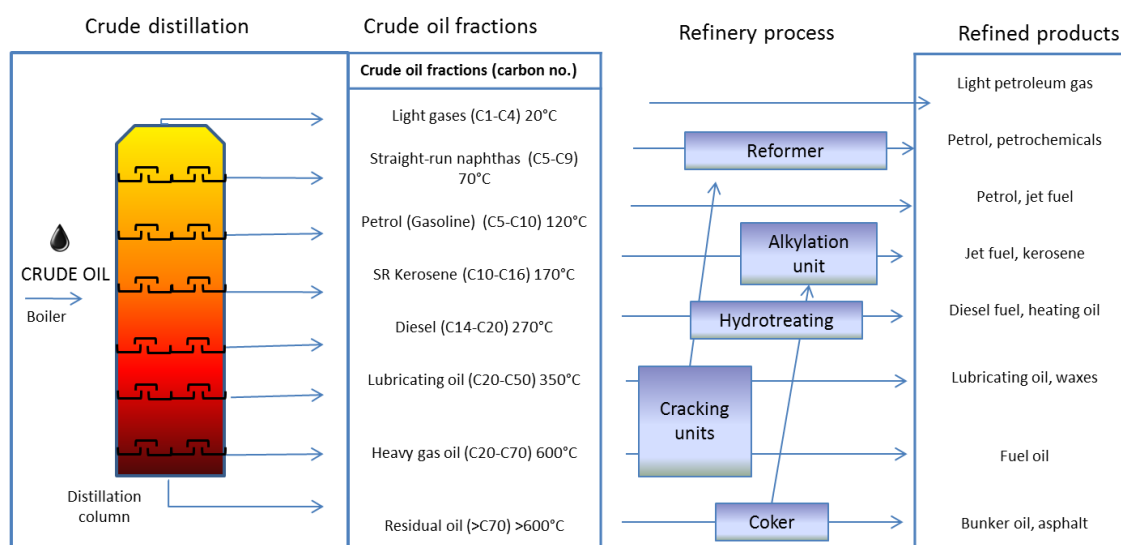 Crude distillation
Crude oil fractions
Refinery process
Refined products
CRUDE OIL
Boiler
Distillation
column
Crude oil fractions (carbon no.)
Light gases (C1-C4) 20°C
Straight-run naphthas (C5-C9)
70°C
Petrol (Gasoline) (C5-C10) 120°C
SR Kerosene (C10-C16) 170°C
Diesel (C14-C20) 270°C
Lubricating oil (C20-C50) 350°C
Heavy gas oil (C20-C70) 600°C
Residual oil (>C70) >600°C
Reformer
Alkylation
unit
Hydrotreating
Cracking
units
Coker
Light petroleum gas
Petrol, petrochemicals
Petrol, jet fuel
Jet fuel, kerosene
Diesel fuel, heating oil
Lubricating oil, waxes
Fuel oil
Bunker oil, asphalt